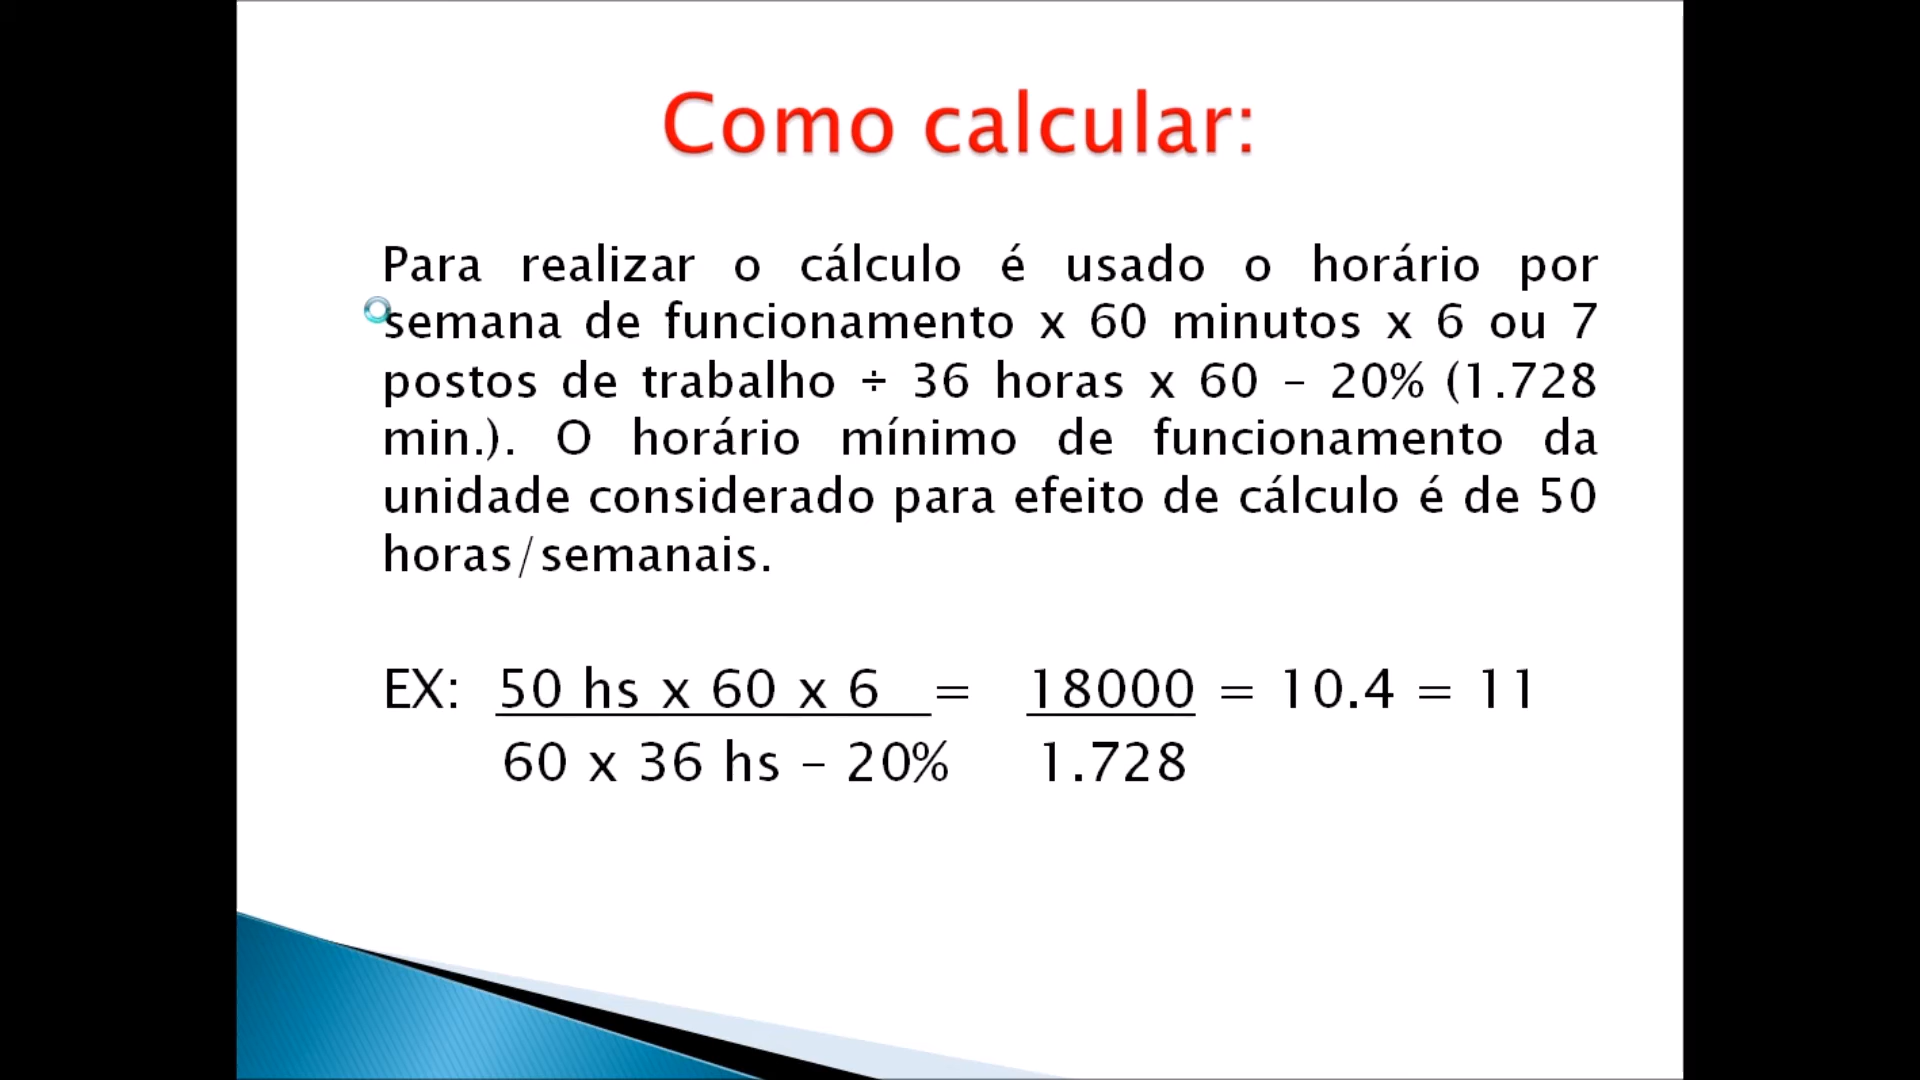 Como calcular:
Para realizar o cálculo é usado o horário por
semana de funcionamento x 60 minutos x 6 ou 7
postos de trabalho ÷ 36 horas x 60 – 20% (1.728
min.). O horário mínimo de funcionamento da
unidade considerado para efeito de cálculo é de 50
horas/semanais.
EX: 50 hs x 60 x 6 = 18000 = 10.4 = 11
60 x 36 hs – 20% 1.728